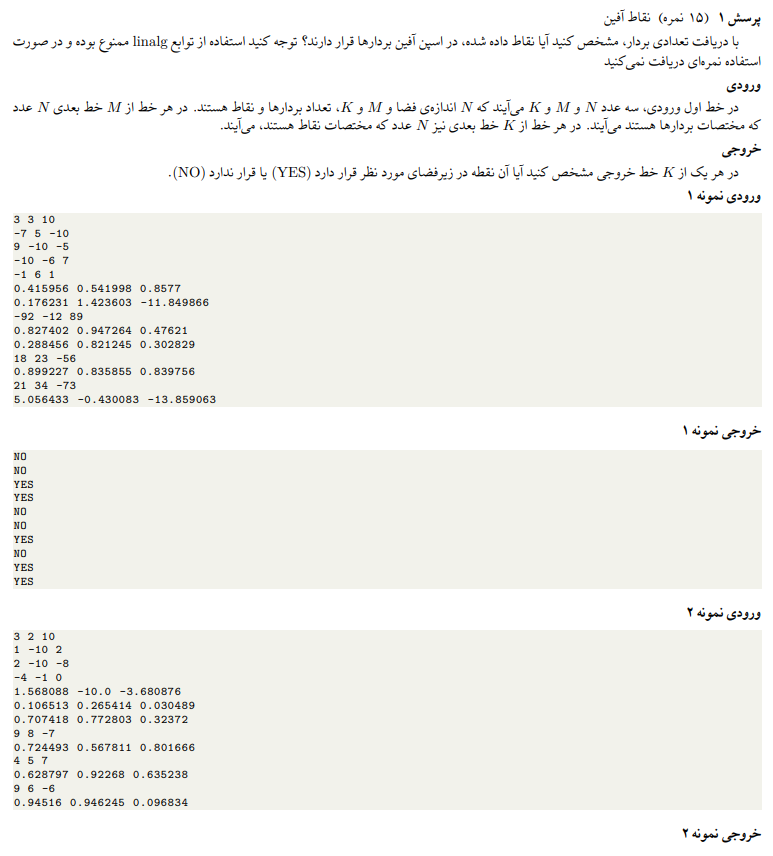 پرسش ۱ (۱۵ نمره) نقاط آفین
با دریافت تعدادی بردار، مشخص کنید آیا نقاط داده شده، در اسپن آفین بردارها قرار دارند؟ توجه کنید استفاده از توابع linalg ممنوع بوده و در صورت
استفاده نمره‌ای دریافت نمی‌کنید
ورودی
در خط اول ورودی، سه عدد N و M و K می‌آیند که N اندازه‌ی فضا و M و K، تعداد بردارها و نقاط هستند. در هر خط از M خط بعدی N عدد
که مختصات بردارها هستند می‌آیند. در هر خط از K خط بعدی نیز N عدد که مختصات نقاط هستند، می‌آیند.
خروجی
در هر یک از K خط خروجی مشخص کنید آیا آن نقطه در زیرفضای مورد نظر قرار دارد (YES) یا قرار ندارد (NO).
ورودی نمونه ۱
3 3 10
-7 5 -10
9 -10 -5
-10 -6 7
-1 6 1
0.415956 0.541998 0.8577
0.176231 1.423603 -11.849866
-92 -12 89
0.827402 0.947264 0.47621
0.288456 0.821245 0.302829
18 23 -56
0.899227 0.835855 0.839756
21 34 -73
5.056433 -0.430083 -13.859063
خروجی نمونه ۱
NO
NO
YES
YES
NO
NO
YES
NO
YES
YES
ورودی نمونه ۲
3 2 10
1 -10 2
2 -10 -8
-4 -1 0
1.568088 -10.0 -3.680876
0.106513 0.265414 0.030489
0.707418 0.772803 0.32372
9 8 -7
0.724493 0.567811 0.801666
4 5 7
0.628797 0.92268 0.635238
9 6 -6
0.94516 0.946245 0.096834
خروجی نمونه ۲